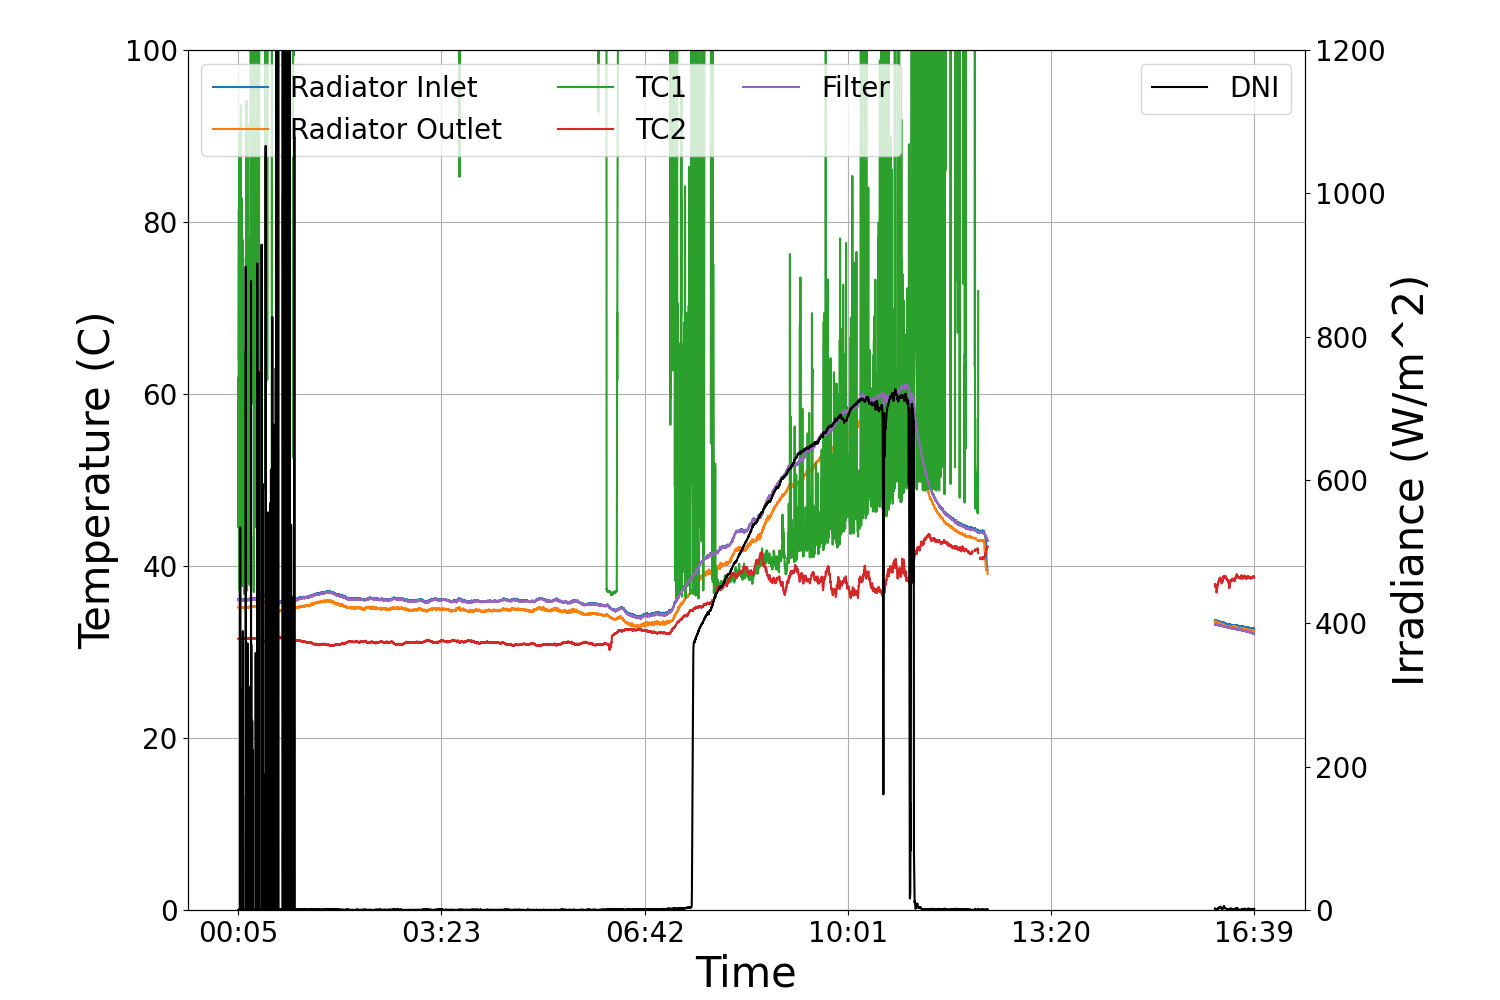 Radiator Inlet
Radiator Outlet
TC1
TC2
Filter
DNI
100
80
60
40
20
0
Temperature (C)
1200
1000
800
600
400
200
0
Irradiance (W/m^2)
00:05 03:23 06:42 10:01 13:20 16:39
Time